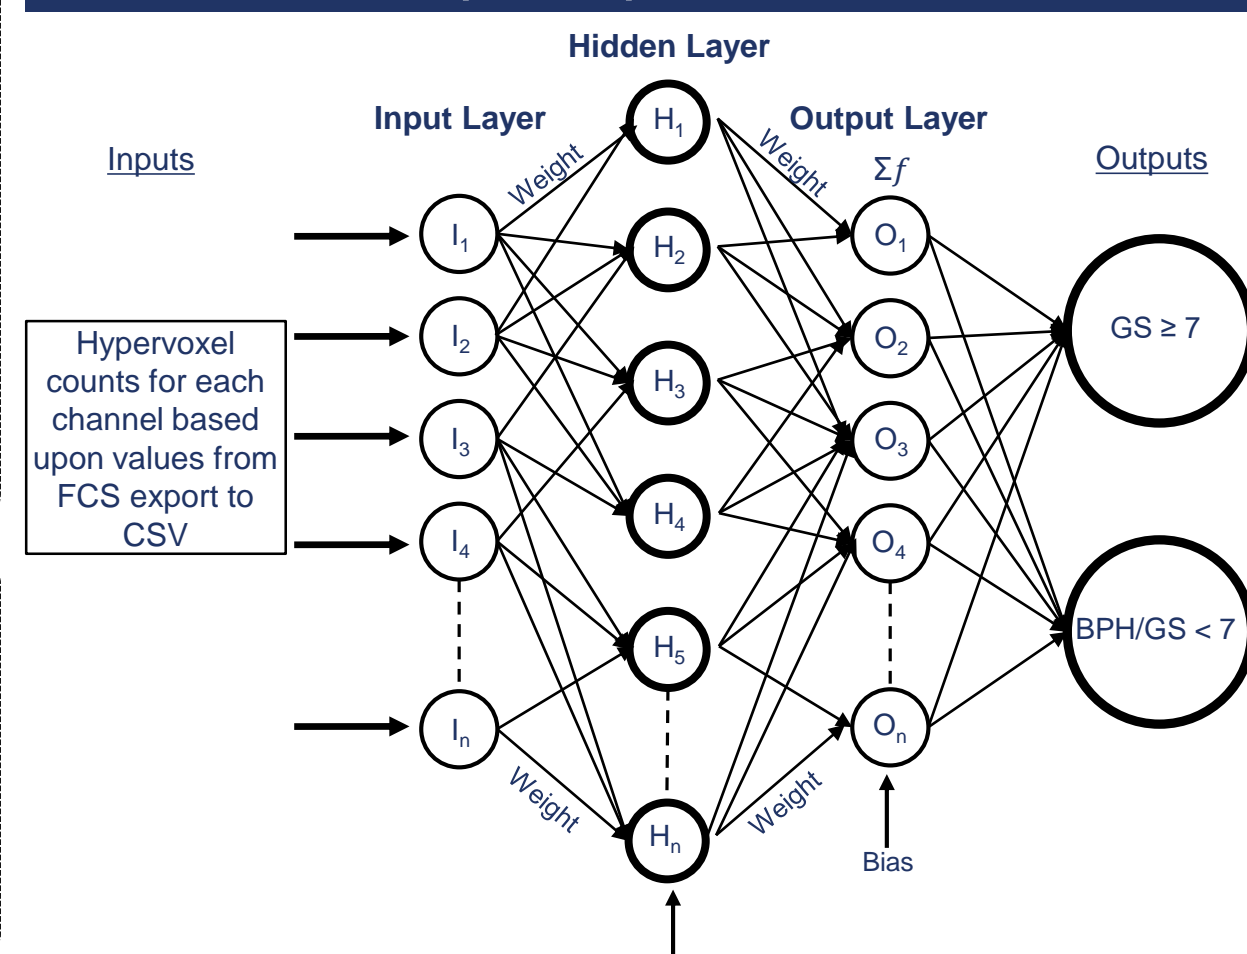 Hidden Layer
Input Layer
Output Layer
Inputs
Weight
Weight
Σf
Outputs
H1
I1
O1
H2
I2
O2
GS ≥ 7
Hypervoxel
counts for each
channel based
upon values from
FCS export to
CSV
H3
I3
O3
H4
I4
O4
H5
BPH/GS < 7
In
On
Weight
Weight
Hn
Bias